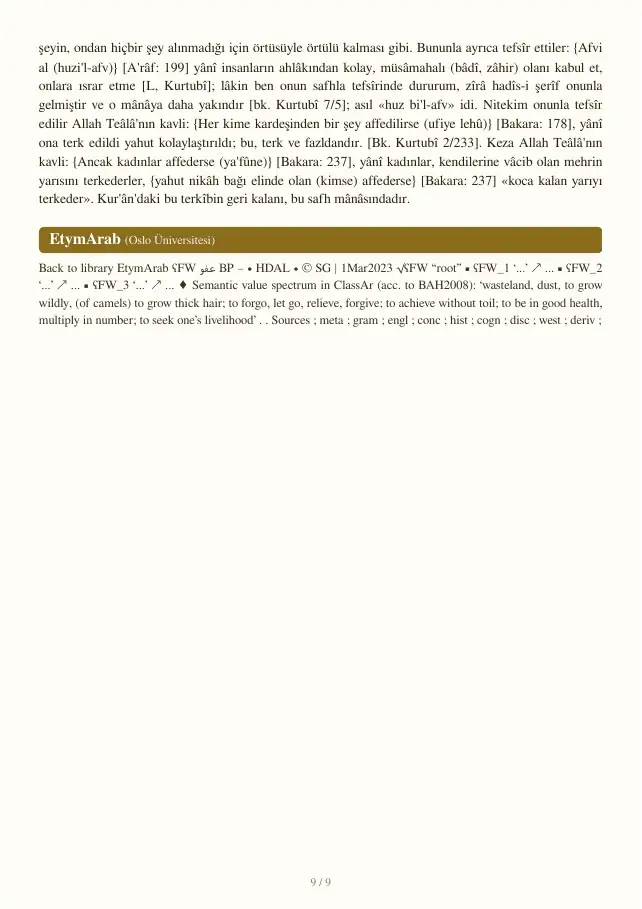 şeyin, ondan hiçbir şey alınmadığı için örtüsüyle örtülü kalması gibi. Bununla ayrıca tefsîr ettiler: {Afvi
al (huzi'l-afv)} [A'râf: 199] yânî insanların ahlâkından kolay, müsâmahalı (bâdî, zâhir) olanı kabul et,
onlara ısrar etme [L, Kurtubî]; lâkin ben onun safhla tefsîrinde dururum, zîrâ hadîs-i şerîf onunla
gelmiştir ve o mânâya daha yakındır [bk. Kurtubî 7/5]; asıl «huz bi'l-afv» idi. Nitekim onunla tefsîr
edilir Allah Teâlâ'nın kavli: {Her kime kardeşinden bir şey affedilirse (ufiye lehû)} [Bakara: 178], yânî
ona terk edildi yahut kolaylaştırıldı; bu, terk ve fazldandır. [Bk. Kurtubî 2/233]. Keza Allah Teâlâ'nın
kavli: {Ancak kadınlar affederse (ya'fûne)} [Bakara: 237], yânî kadınlar, kendilerine vâcib olan mehrin
yarısını terkederler, {yahut nikâh bağı elinde olan (kimse) affederse} [Bakara: 237] «koca kalan yarıyı
terkeder». Kur'ân'daki bu terkîbin geri kalanı, bu safh mânâsındadır.
EtymArab (Oslo Üniversitesi)
Back to library EtymArab ʕFW عفو BP – • HDAL • © SG | 1Mar2023 √ʕFW “root” ▪ ʕFW_1 ‘...’ ↗ ... ▪ ʕFW_2
‘...’ ↗ ... ▪ ʕFW_3 ‘...’ ↗ ... ♦ Semantic value spectrum in ClassAr (acc. to BAH2008): ‘wasteland, dust, to grow
wildly, (of camels) to grow thick hair; to forgo, let go, relieve, forgive; to achieve without toil; to be in good health,
multiply in number; to seek one’s livelihood’ . . Sources ; meta ; gram ; engl ; conc ; hist ; cogn ; disc ; west ; deriv ;
9 / 9